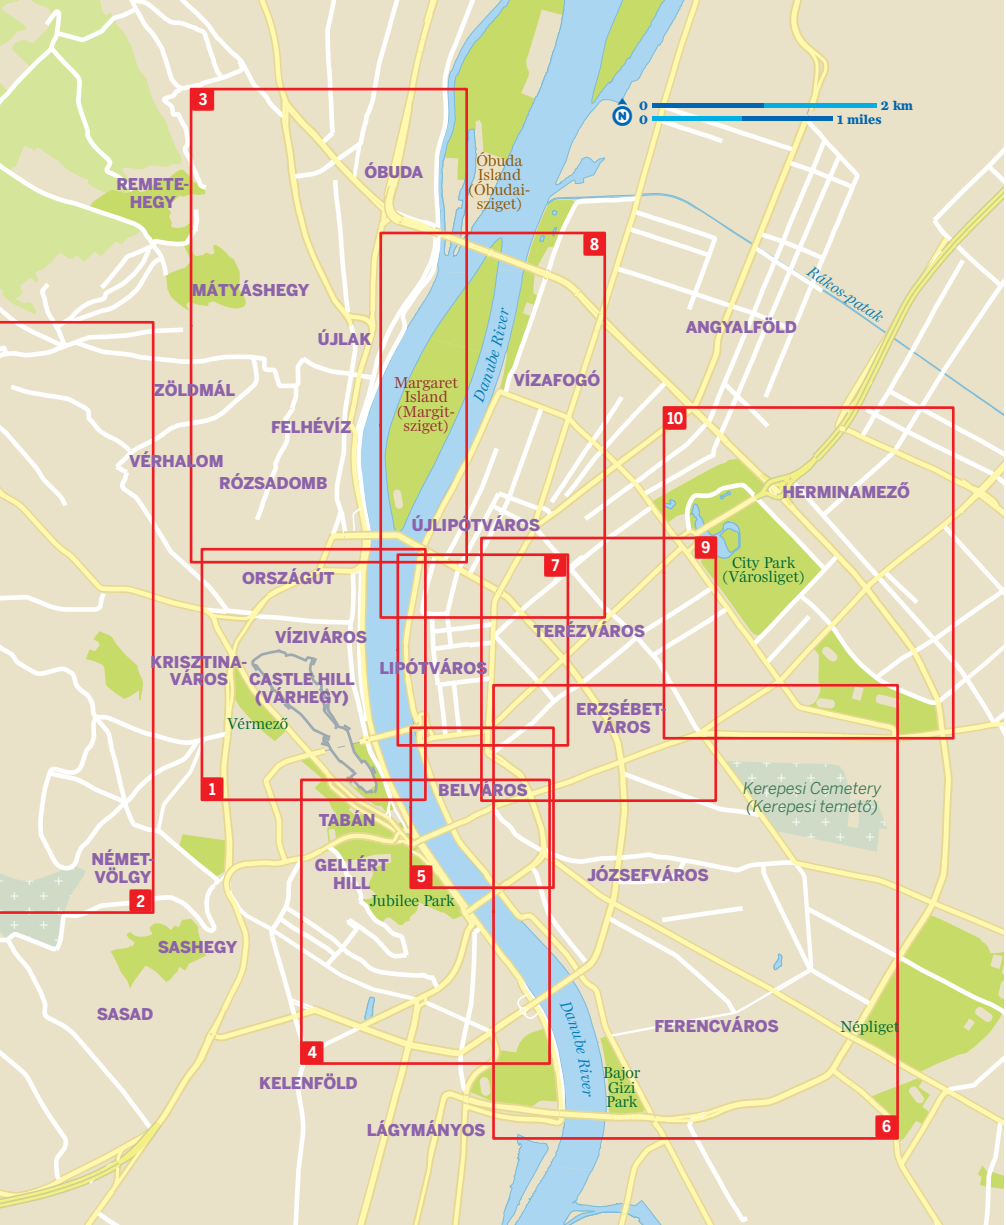 3
0
2 km
0
1 miles
N
ÓBUDA
Óbuda
Island
(Óbudai-
sziget)
REMETE-
HEGY
8
MÁTYÁSHEGY
Rákos-patak
ANGYALFÖLD
ÚJLAK
Danube River
VÍZAFOGÓ
ZÖLDMÁL
Margaret
Island
(Margit-
sziget)
10
FELHÉVÍZ
VÉRHALOM
RÓZSADOMB
HERMINAMEZŐ
ÚJLIPÓTVÁROS
9
7
City Park
(Városliget)
ORSZÁGÚT
VÍZIVÁROS
TERÉZVÁROS
KRISZTINA-
VÁROS
CASTLE HILL
(VÁRHEGY)
LIPÓTVÁROS
Vérmező
ERZSÉBET-
VÁROS
1
BELVÁROS
Kerepesi Cemetery
(Kerepesi temető)
TABÁN
NÉMET-
VÖLGY
2
GELLÉRT
HILL
5
JÓZSEFVÁROS
Jubilee Park
SASHEGY
SASAD
Danube River
FERENCVÁROS
Népliget
4
KELENFÖLD
Bajor
Gizi
Park
LÁGYMÁNYOS
6